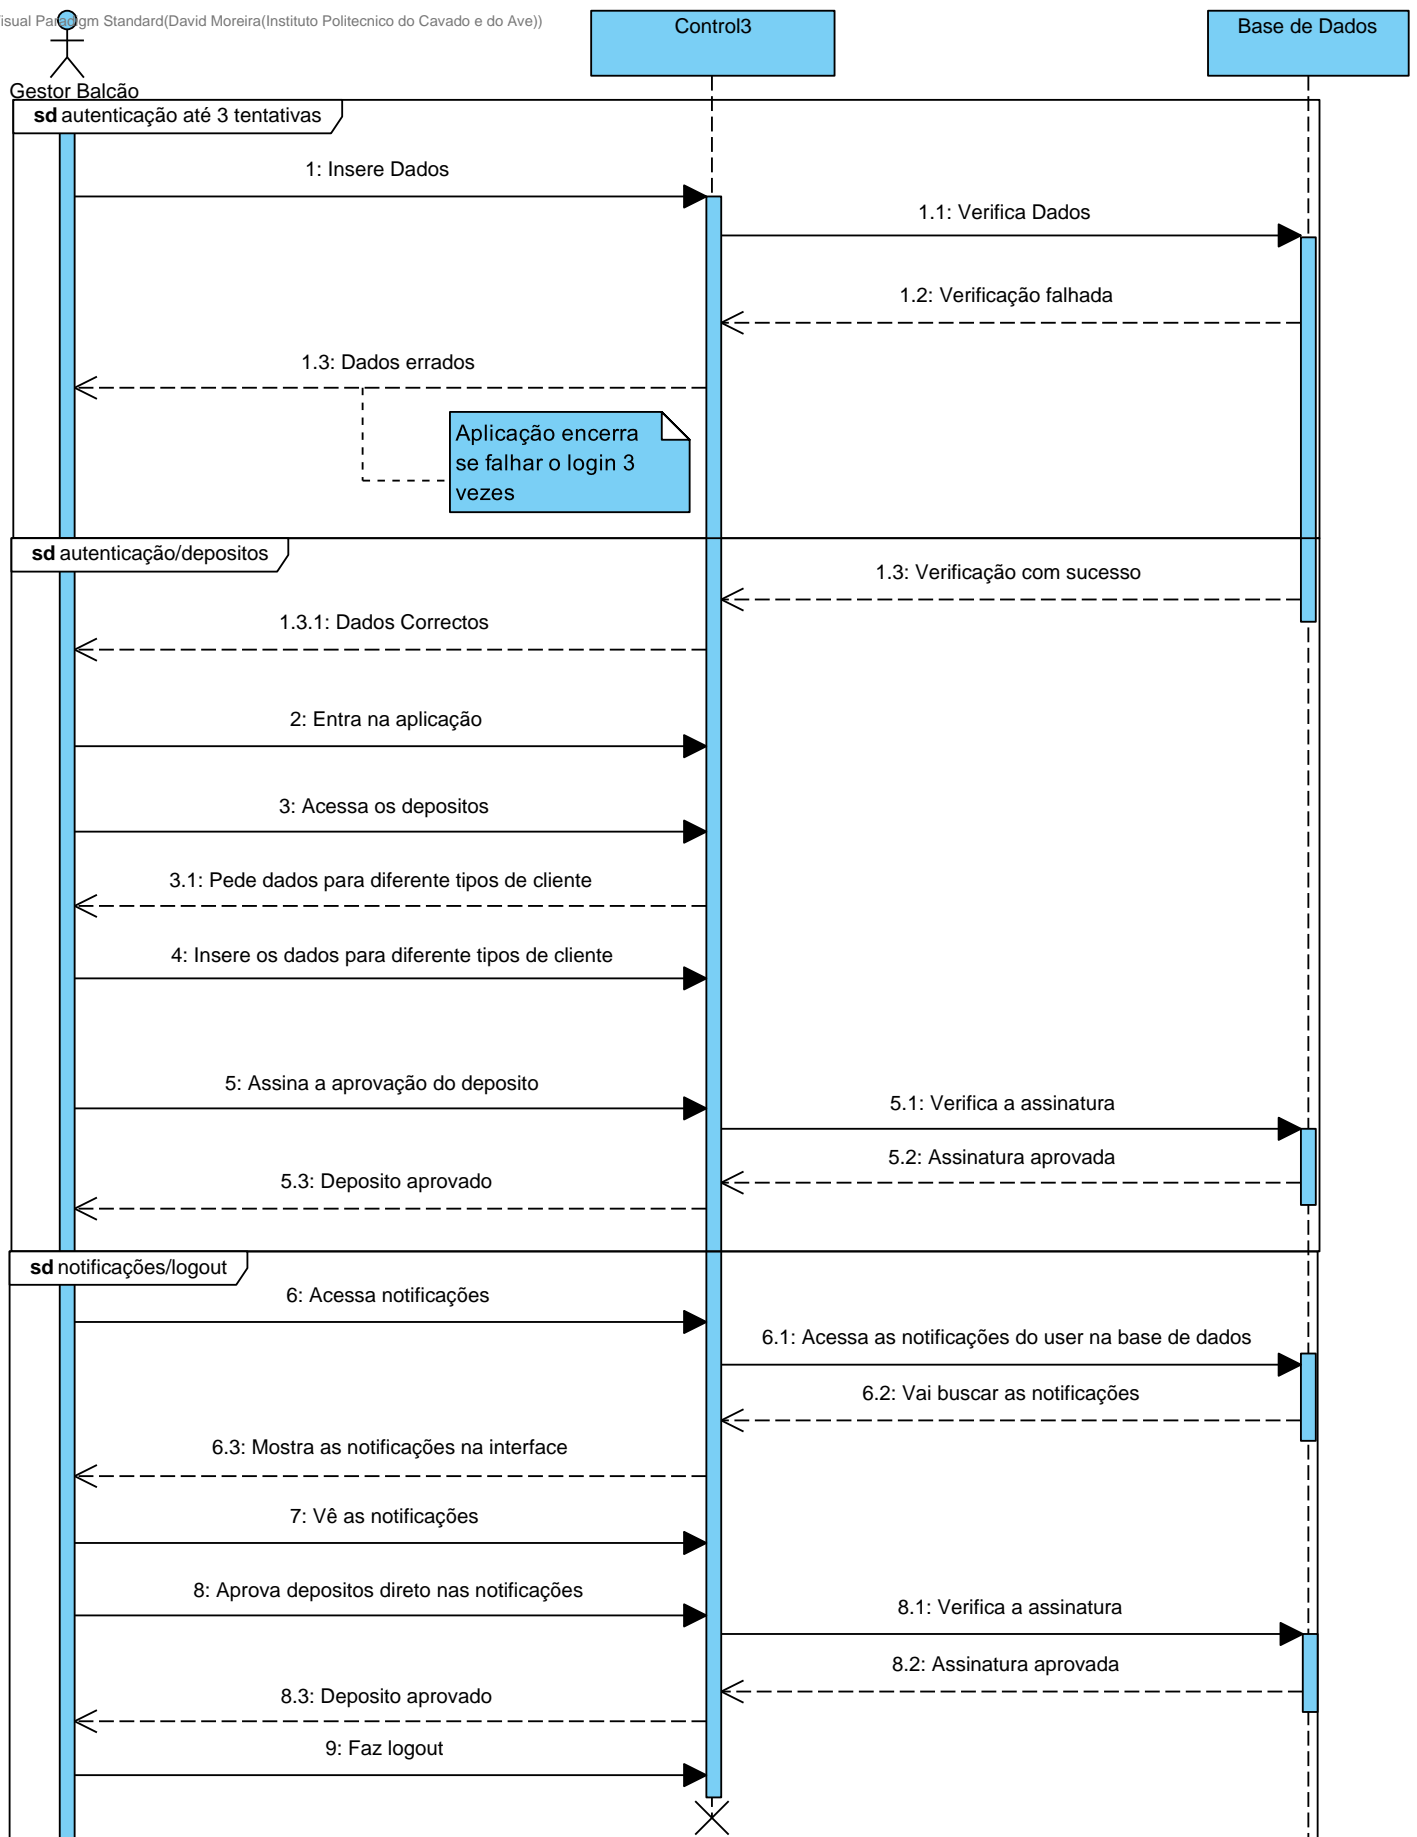 isual Paradigm Standard(David Moreira(Instituto Politecnico do Cavado e do Ave))
Control3
Base de Dados
Gestor Balcão
sd autenticação até 3 tentativas
1: Insere Dados
1.1: Verifica Dados
1.2: Verificação falhada
1.3: Dados errados
Aplicação encerra
se falhar o login 3
vezes
sd autenticação/depositos
1.3: Verificação com sucesso
1.3.1: Dados Correctos
2: Entra na aplicação
3: Acessa os depositos
3.1: Pede dados para diferente tipos de cliente
4: Insere os dados para diferente tipos de cliente
5: Assina a aprovação do deposito
5.1: Verifica a assinatura
5.2: Assinatura aprovada
5.3: Deposito aprovado
sd notificações/logout
6: Acessa notificações
6.1: Acessa as notificações do user na base de dados
6.2: Vai buscar as notificações
6.3: Mostra as notificações na interface
7: Vê as notificações
8: Aprova depositos direto nas notificações
8.1: Verifica a assinatura
8.2: Assinatura aprovada
8.3: Deposito aprovado
9: Faz logout